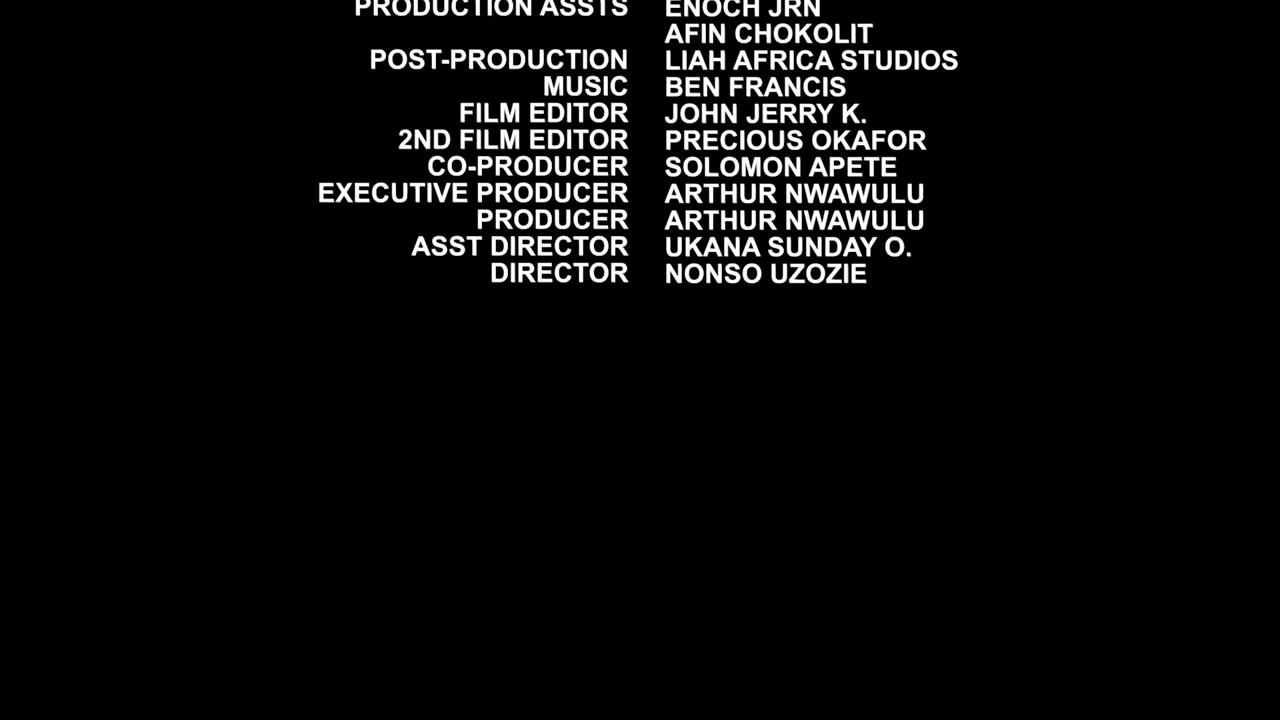 PRODUCTION ASSTS ENOCH JRN
AFIN CHOKOLIT
POST-PRODUCTION LIAH AFRICA STUDIOS
MUSIC BEN FRANCIS
FILM EDITOR JOHN JERRY K.
2ND FILM EDITOR PRECIOUS OKAFOR
CO-PRODUCER SOLOMON APETE
EXECUTIVE PRODUCER ARTHUR NWAWULU
PRODUCER ARTHUR NWAWULU
ASST DIRECTOR UKANA SUNDAY O.
DIRECTOR NONSO UZOZIE